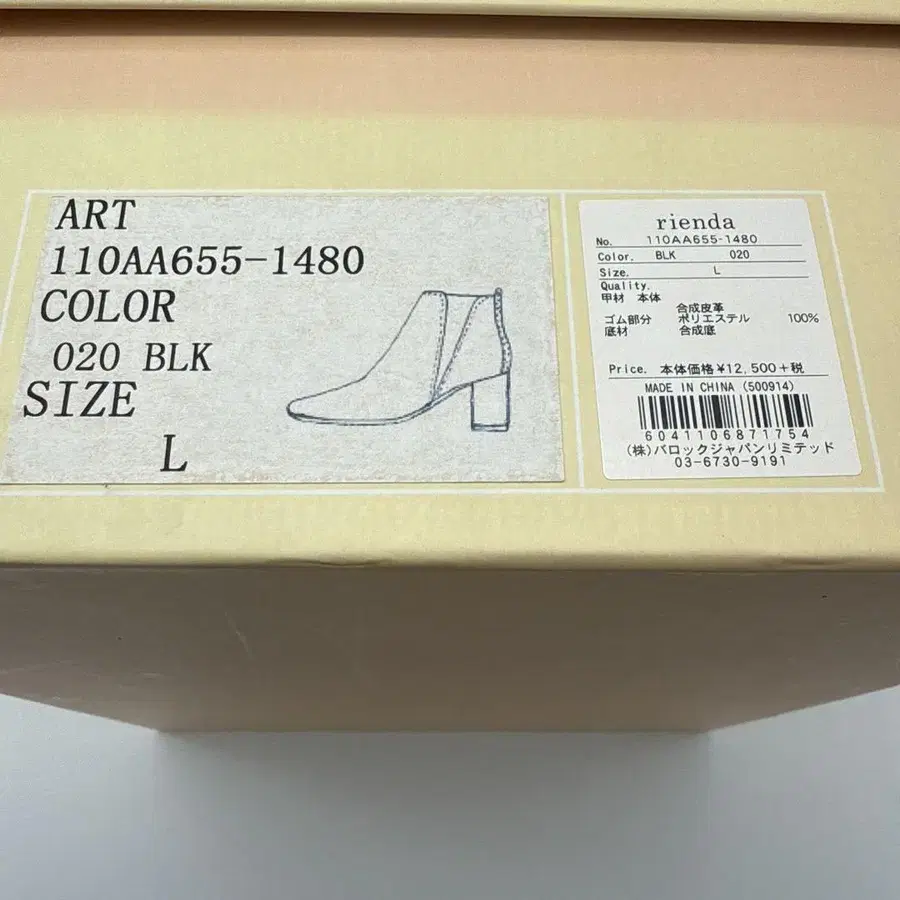 ART
110AA655-1480
COLOR
020 BLK
SIZE
L
rienda
No. 110AA655-1480
Color. BLK 020
Size. L
Quality.
甲材 本体
合成皮革
ゴム部分 ポリエステル 100%
底材 合成底
Price. 本体価格¥12,500+税
MADE IN CHINA (500914)
6041106871754
(株)バロックジャパンリミテッド
03-6730-9191